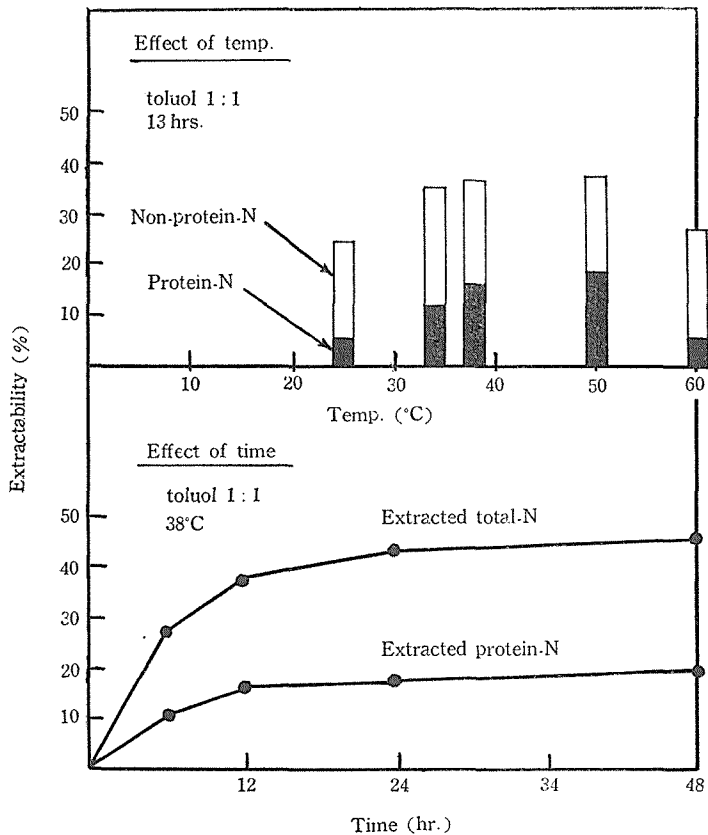 Effect of temp.
toluol 1 : 1
13 hrs.
50
40
30
20
10
Non-protein-N
Protein-N
10
20
30
40
50
60
Temp. (°C)
Extractability (%)
Effect of time
toluol 1 : 1
38°C
50
40
30
20
10
Extracted total-N
Extracted protein-N
12
24
34
48
Time (hr.)